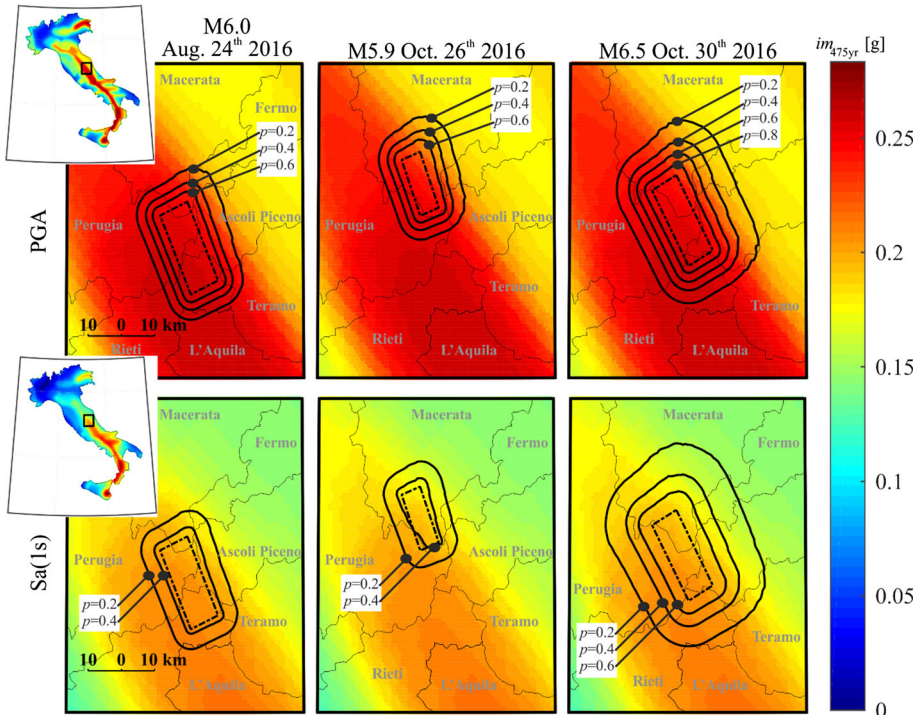 M6.0
Aug. 24th 2016
M5.9 Oct. 26th 2016
M6.5 Oct. 30th 2016
im475yr [g]
PGA
Macerata
Fermo
p=0.2
p=0.4
p=0.6
Perugia
Ascoli Piceno
Teramo
10 0 10 km
Rieti
L'Aquila
Macerata
p=0.2
p=0.4
p=0.6
Perugia
Ascoli Piceno
Teramo
Rieti
L'Aquila
Macerata
p=0.2
p=0.4
p=0.6
p=0.8
Perugia
Ascoli Piceno
Teramo
Rieti
L'Aquila
Sa(1s)
Macerata
Fermo
Perugia
Ascoli Piceno
p=0.2
p=0.4
Teramo
10 0 10 km
Rieti
L'Aquila
Macerata
Fermo
Perugia
Ascoli Piceno
p=0.2
p=0.4
Teramo
Rieti
L'Aquila
Macerata
Fermo
Ascoli Piceno
Perugia
p=0.2
p=0.4
p=0.6
Teramo
Rieti
L'Aquila
0.25
0.2
0.15
0.1
0.05
0